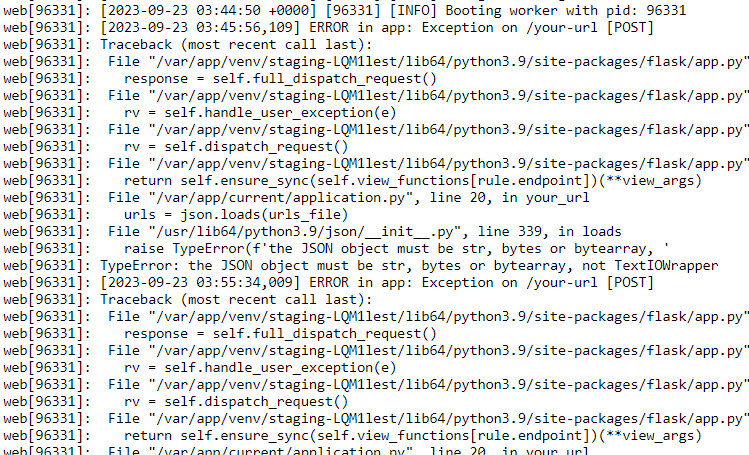 web[96331]: [2023-09-23 03:44:50 +0000] [96331] [INFO] Booting worker with pid: 96331
web[96331]: [2023-09-23 03:45:56,109] ERROR in app: Exception on /your-url [POST]
web[96331]: Traceback (most recent call last):
web[96331]:   File "/var/app/venv/staging-LQM1lest/lib64/python3.9/site-packages/flask/app.py"
web[96331]:     response = self.full_dispatch_request()
web[96331]:   File "/var/app/venv/staging-LQM1lest/lib64/python3.9/site-packages/flask/app.py"
web[96331]:     rv = self.handle_user_exception(e)
web[96331]:   File "/var/app/venv/staging-LQM1lest/lib64/python3.9/site-packages/flask/app.py"
web[96331]:     rv = self.dispatch_request()
web[96331]:   File "/var/app/venv/staging-LQM1lest/lib64/python3.9/site-packages/flask/app.py"
web[96331]:     return self.ensure_sync(self.view_functions[rule.endpoint])(**view_args)
web[96331]:   File "/var/app/current/application.py", line 20, in your_url
web[96331]:     urls = json.loads(urls_file)
web[96331]:   File "/usr/lib64/python3.9/json/__init__.py", line 339, in loads
web[96331]:     raise TypeError(f'the JSON object must be str, bytes or bytearray, '
web[96331]: TypeError: the JSON object must be str, bytes or bytearray, not TextIOWrapper
web[96331]: [2023-09-23 03:55:34,009] ERROR in app: Exception on /your-url [POST]
web[96331]: Traceback (most recent call last):
web[96331]:   File "/var/app/venv/staging-LQM1lest/lib64/python3.9/site-packages/flask/app.py"
web[96331]:     response = self.full_dispatch_request()
web[96331]:   File "/var/app/venv/staging-LQM1lest/lib64/python3.9/site-packages/flask/app.py"
web[96331]:     rv = self.handle_user_exception(e)
web[96331]:   File "/var/app/venv/staging-LQM1lest/lib64/python3.9/site-packages/flask/app.py"
web[96331]:     rv = self.dispatch_request()
web[96331]:   File "/var/app/venv/staging-LQM1lest/lib64/python3.9/site-packages/flask/app.py"
web[96331]:     return self.ensure_sync(self.view_functions[rule.endpoint])(**view_args)
web[96331]:   File "/var/app/current/application.py", line 20, in your_url